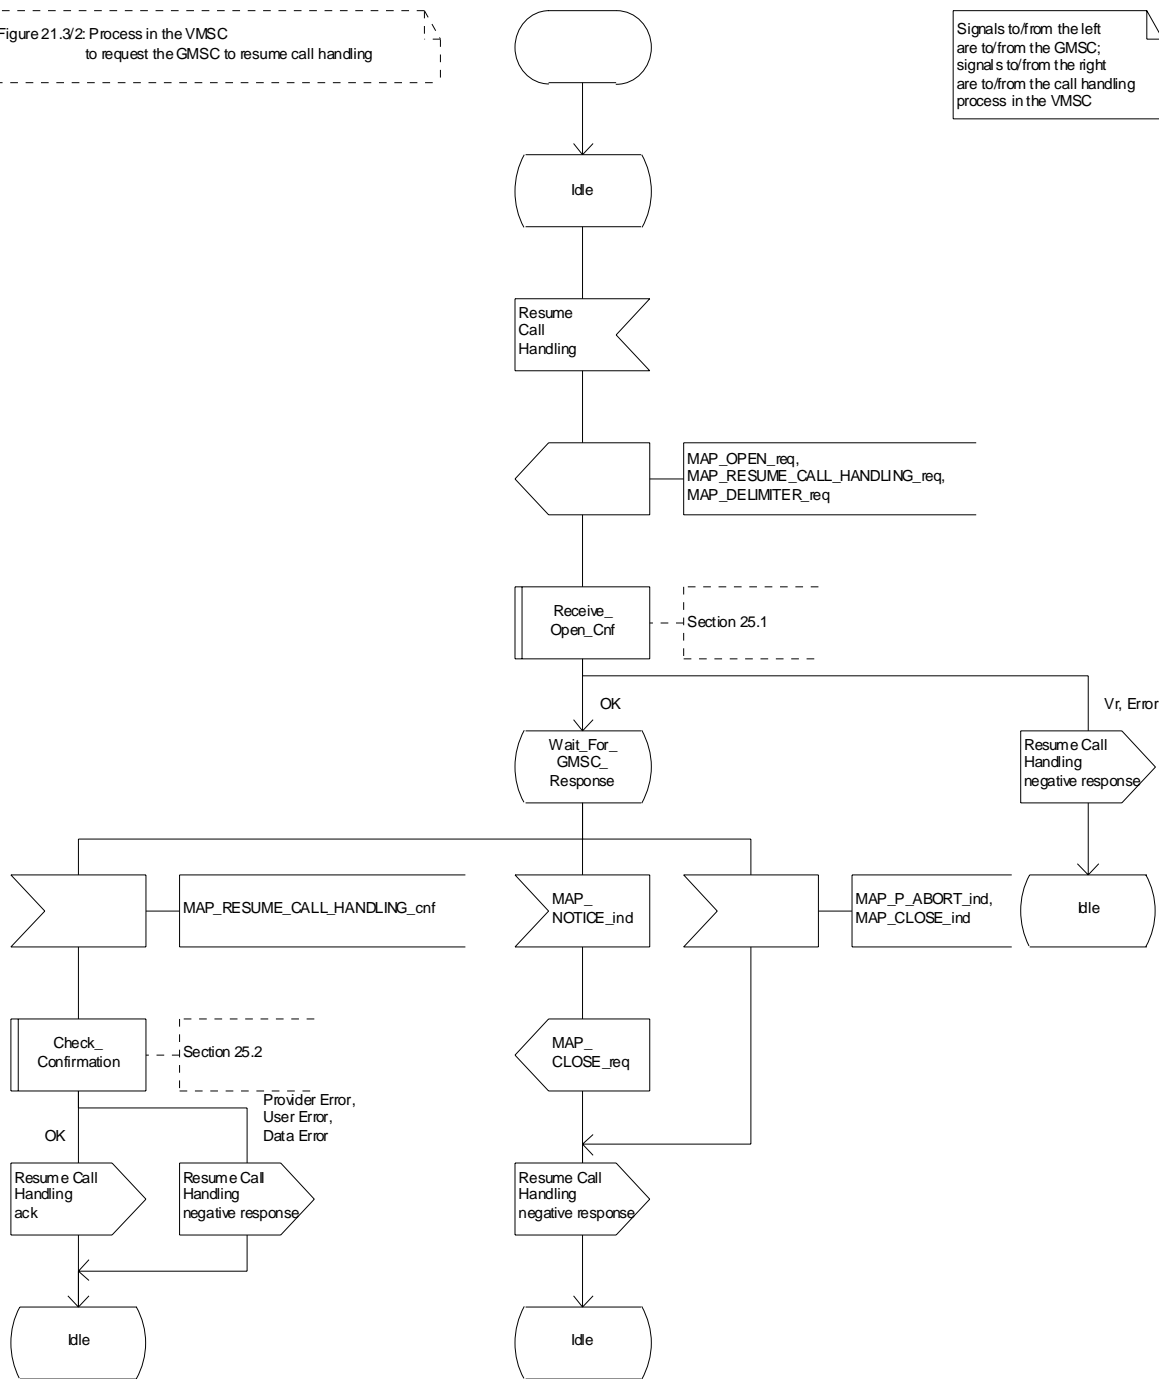 Figure 21.3/2: Process in the VMSC
to request the GMSC to resume call handling
Signals to/from the left
are to/from the GMSC;
signals to/from the right
are to/from the call handling
process in the VMSC
Idle
Resume
Call
Handling
MAP_OPEN_req,
MAP_RESUME_CALL_HANDLING_req,
MAP_DELIMITER_req
Receive_
Open_Cnf
Section 25.1
OK
Vr, Error
Wait_For_
GMSC_
Response
Resume Call
Handling
negative response
MAP_RESUME_CALL_HANDLING_cnf
MAP_
NOTICE_ind
MAP_P_ABORT_ind,
MAP_CLOSE_ind
Idle
Check_
Confirmation
Section 25.2
MAP_
CLOSE_req
Provider Error,
User Error,
Data Error
OK
Resume Call
Handling
ack
Resume Call
Handling
negative response
Resume Call
Handling
negative response
Idle
Idle